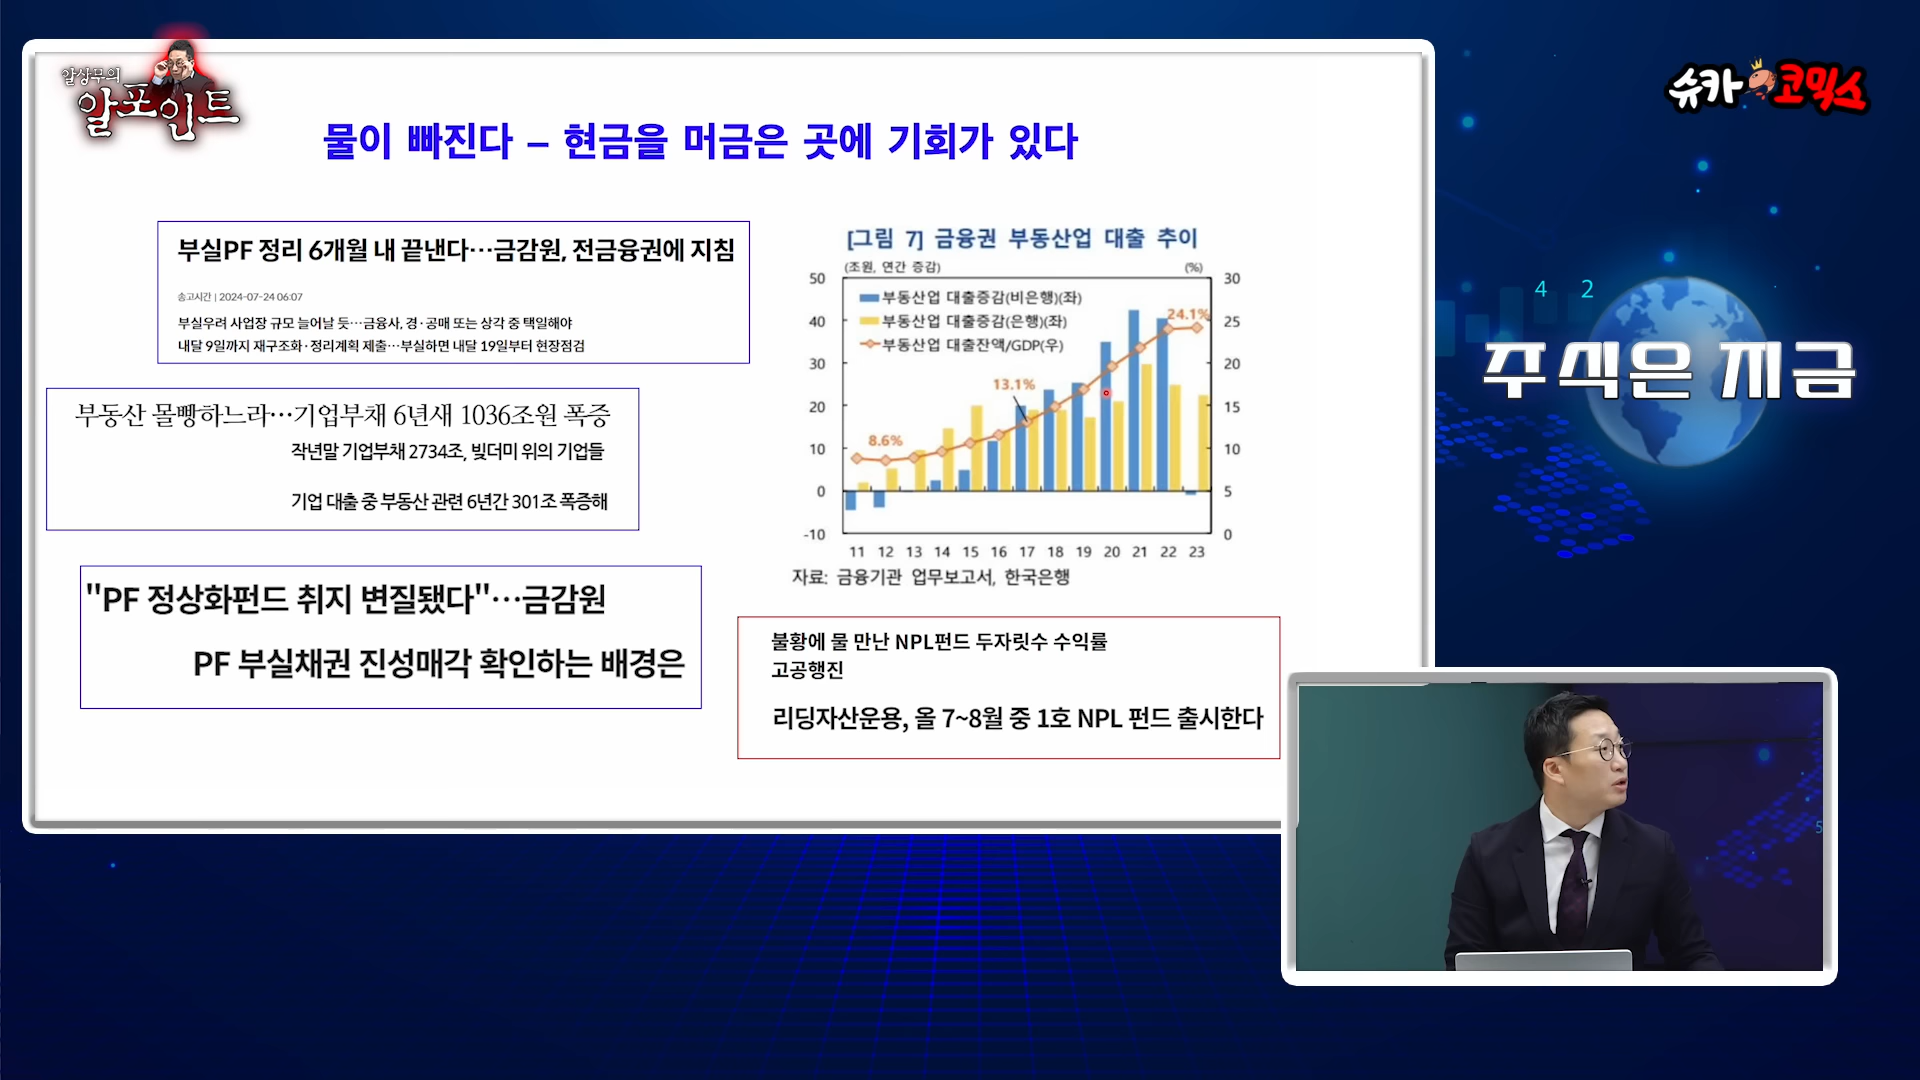 알상무의
알포인트
슈카코믹스
물이 빠진다 – 현금을 머금은 곳에 기회가 있다
부실PF 정리 6개월 내 끝낸다…금감원, 전금융권에 지침
송고시간 | 2024-07-24 06:07
부실우려 사업장 규모 늘어날 듯…금융사, 경·공매 또는 상각 중 택일해야
내달 9일까지 재구조화·정리계획 제출…부실하면 내달 19일부터 현장점검
부동산 몰빵하느라…기업부채 6년새 1036조원 폭증
작년말 기업부채 2734조, 빚더미 위의 기업들
기업 대출 중 부동산 관련 6년간 301조 폭증해
"PF 정상화펀드 취지 변질됐다"…금감원
PF 부실채권 진성매각 확인하는 배경은
[그림 7] 금융권 부동산업 대출 추이
(조원, 연간 증감) (%)
부동산업 대출증감(비은행)(좌)
부동산업 대출증감(은행)(좌)
부동산업 대출잔액/GDP(우)
50 40 30 20 10 0 -10
30 25 20 15 10 5 0
8.6% 13.1% 24.1%
11 12 13 14 15 16 17 18 19 20 21 22 23
자료: 금융기관 업무보고서, 한국은행
불황에 물 만난 NPL펀드 두자릿수 수익률
고공행진
리딩자산운용, 올 7~8월 중 1호 NPL 펀드 출시한다
4 2
주식은 지금
5